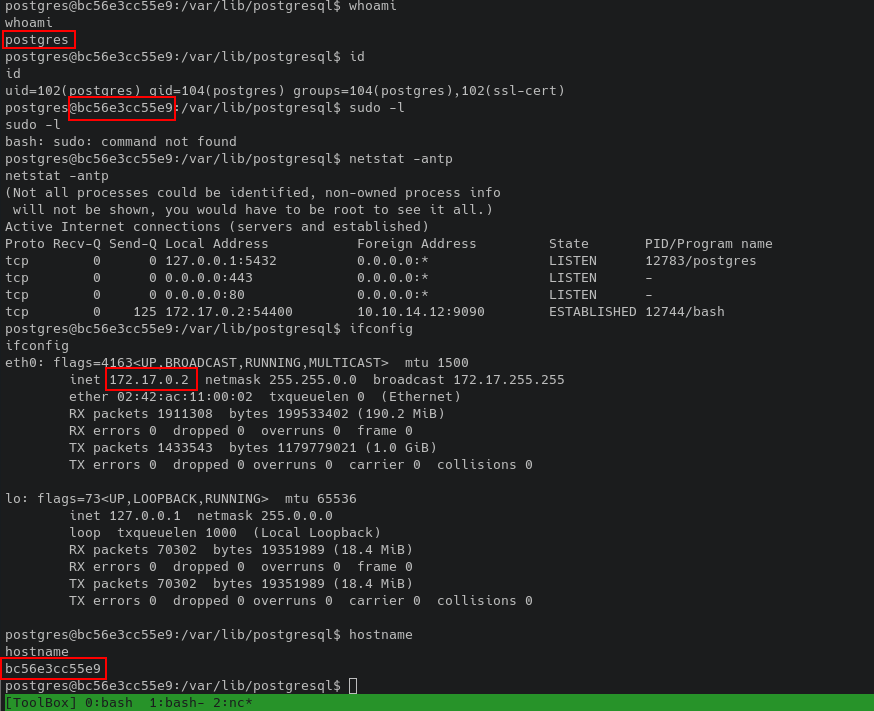 postgres@bc56e3cc55e9:/var/lib/postgresql$ whoami
whoami
postgres
postgres@bc56e3cc55e9:/var/lib/postgresql$ id
id
uid=102(postgres) gid=104(postgres) groups=104(postgres),102(ssl-cert)
postgres@bc56e3cc55e9:/var/lib/postgresql$ sudo -l
sudo -l
bash: sudo: command not found
postgres@bc56e3cc55e9:/var/lib/postgresql$ netstat -antp
netstat -antp
(Not all processes could be identified, non-owned process info
 will not be shown, you would have to be root to see it all.)
Active Internet connections (servers and established)
Proto Recv-Q Send-Q Local Address           Foreign Address         State       PID/Program name
tcp        0      0 127.0.0.1:5432          0.0.0.0:*               LISTEN      12783/postgres
tcp        0      0 0.0.0.0:443             0.0.0.0:*               LISTEN      -
tcp        0      0 0.0.0.0:80              0.0.0.0:*               LISTEN      -
tcp        0    125 172.17.0.2:54400        10.10.14.12:9090        ESTABLISHED 12744/bash
postgres@bc56e3cc55e9:/var/lib/postgresql$ ifconfig
ifconfig
eth0: flags=4163<UP,BROADCAST,RUNNING,MULTICAST>  mtu 1500
        inet 172.17.0.2  netmask 255.255.0.0  broadcast 172.17.255.255
        ether 02:42:ac:11:00:02  txqueuelen 0  (Ethernet)
        RX packets 1911308  bytes 199533402 (190.2 MiB)
        RX errors 0  dropped 0  overruns 0  frame 0
        TX packets 1433543  bytes 1179779021 (1.0 GiB)
        TX errors 0  dropped 0 overruns 0  carrier 0  collisions 0

lo: flags=73<UP,LOOPBACK,RUNNING>  mtu 65536
        inet 127.0.0.1  netmask 255.0.0.0
        loop  txqueuelen 1000  (Local Loopback)
        RX packets 70302  bytes 19351989 (18.4 MiB)
        RX errors 0  dropped 0  overruns 0  frame 0
        TX packets 70302  bytes 19351989 (18.4 MiB)
        TX errors 0  dropped 0 overruns 0  carrier 0  collisions 0

postgres@bc56e3cc55e9:/var/lib/postgresql$ hostname
hostname
bc56e3cc55e9
postgres@bc56e3cc55e9:/var/lib/postgresql$
[ToolBox] 0:bash  1:bash- 2:nc*